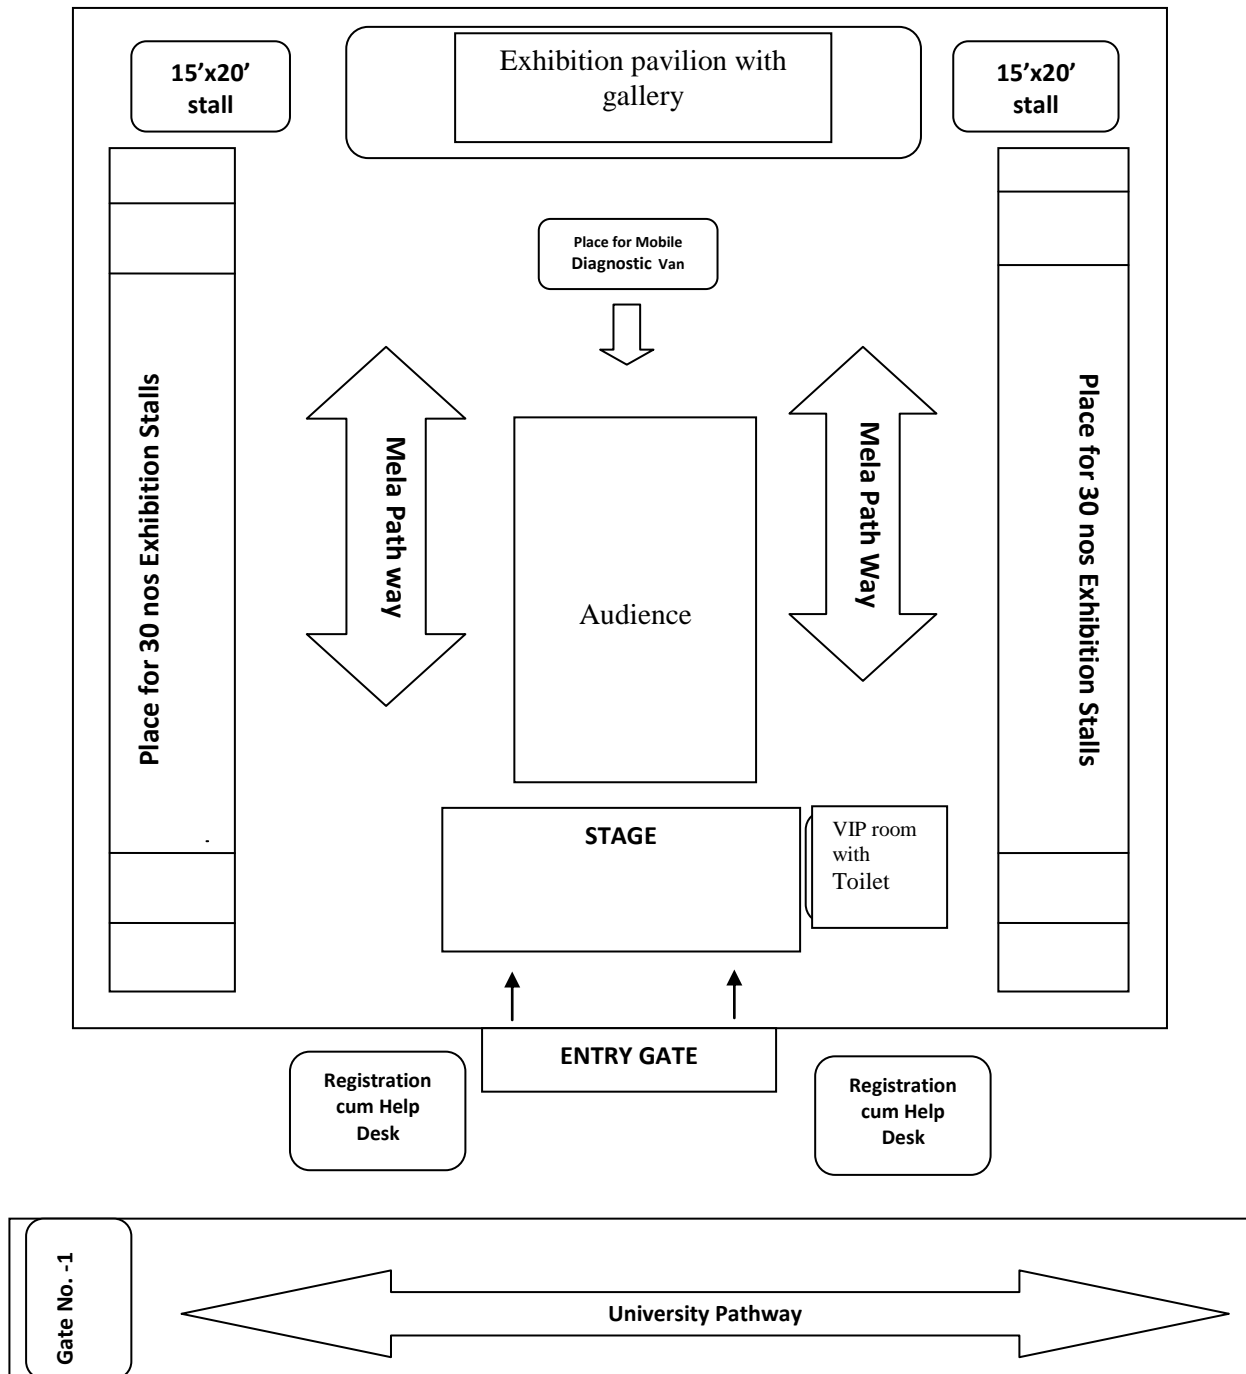 15’x20’
stall
Exhibition pavilion with
gallery
15’x20’
stall
Place for Mobile
Diagnostic Van
Place for 30 nos Exhibition Stalls
Mela Path way
Audience
Mela Path Way
Place for 30 nos Exhibition Stalls
STAGE
VIP room
with
Toilet
ENTRY GATE
Registration
cum Help
Desk
Registration
cum Help
Desk
Gate No. -1
University Pathway